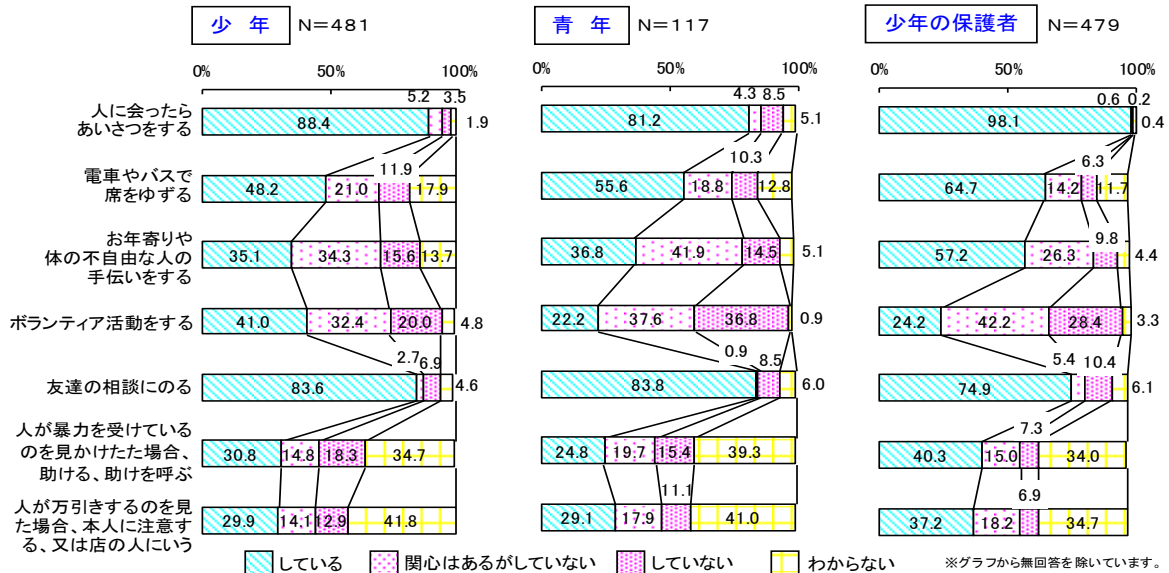 少 年 N=481
青 年 N=117
少年の保護者 N=479
0% 50% 100%
0% 50% 100%
0% 50% 100%
人に会ったら
あいさつをする
88.4 5.2 3.5 1.9
81.2 4.3 8.5 5.1
98.1 0.6 0.2 0.4
電車やバスで
席をゆずる
48.2 21.0 11.9 17.9
55.6 18.8 10.3 12.8
64.7 14.2 6.3 11.7
お年寄りや
体の不自由な人の
手伝いをする
35.1 34.3 15.6 13.7
36.8 41.9 14.5 5.1
57.2 26.3 9.8 4.4
ボランティア活動をする
41.0 32.4 20.0 4.8
22.2 37.6 36.8 0.9
24.2 42.2 28.4 3.3
友達の相談にのる
83.6 2.7 6.9 4.6
83.8 0.9 8.5 6.0
74.9 5.4 10.4 6.1
人が暴力を受けている
のを見かけたた場合、
助ける、助けを呼ぶ
30.8 14.8 18.3 34.7
24.8 19.7 15.4 39.3
40.3 15.0 7.3 34.0
人が万引きするのを見
た場合、本人に注意す
る、又は店の人にいう
29.9 14.1 12.9 41.8
29.1 17.9 11.1 41.0
37.2 18.2 6.9 34.7
している 関心はあるがしていない していない わからない ※グラフから無回答を除いています。